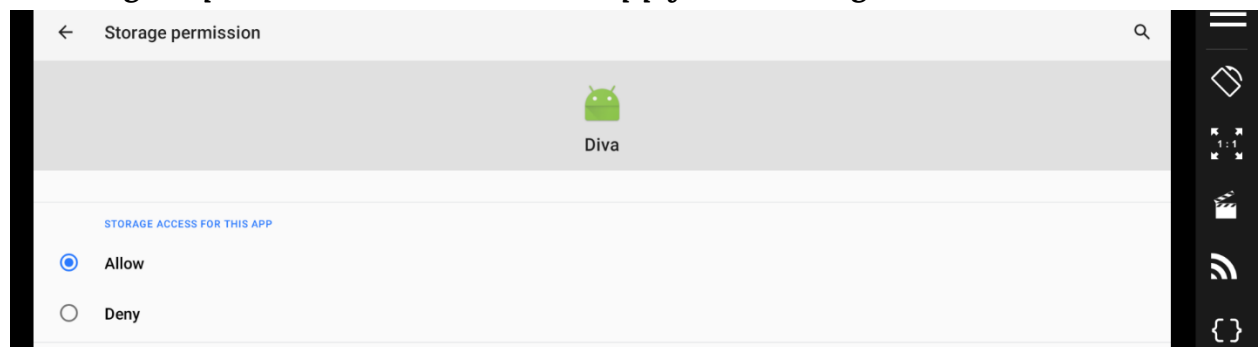 Storage permission
Diva
1:1
STORAGE ACCESS FOR THIS APP
Allow
Deny
{ }